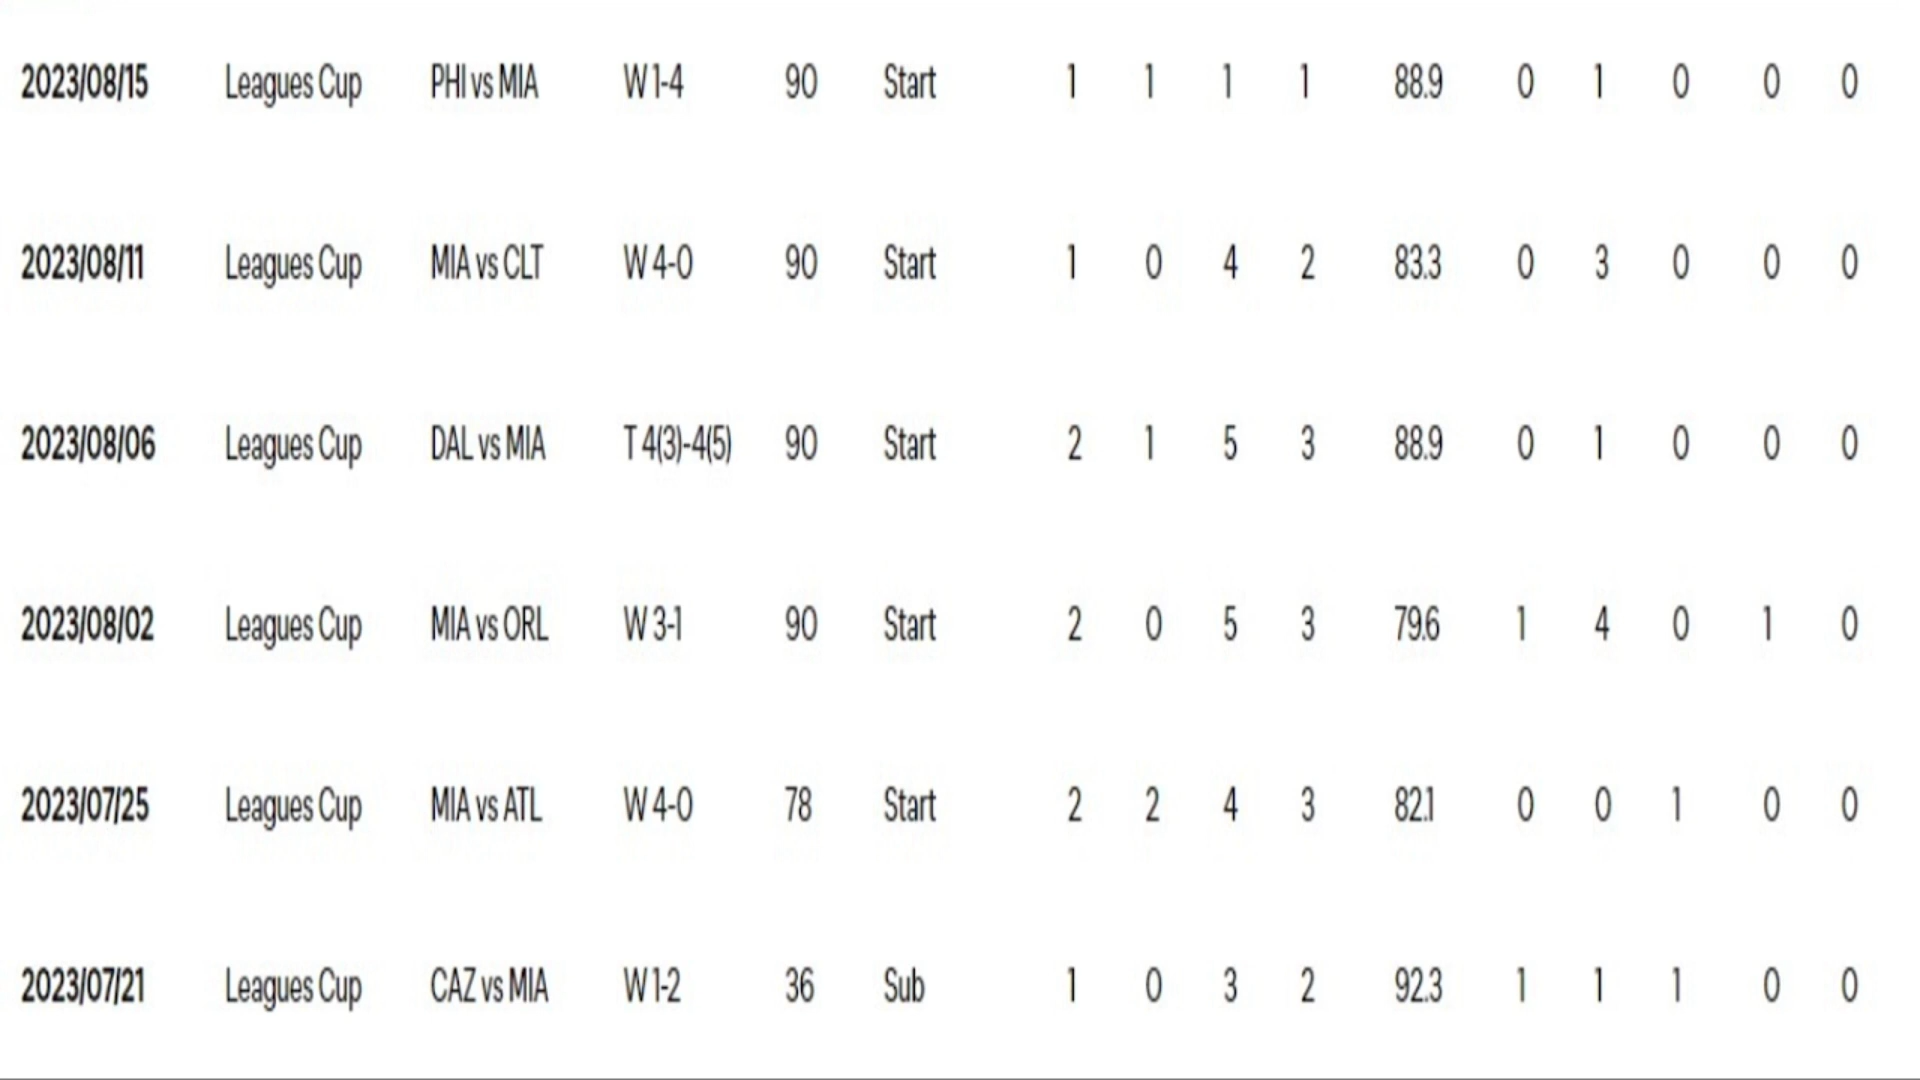 2023/08/15 Leagues Cup PHI vs MIA W 1-4 90 Start 1 1 1 1 88.9 0 1 0 0 0
2023/08/11 Leagues Cup MIA vs CLT W 4-0 90 Start 1 0 4 2 83.3 0 3 0 0 0
2023/08/06 Leagues Cup DAL vs MIA T 4(3)-4(5) 90 Start 2 1 5 3 88.9 0 1 0 0 0
2023/08/02 Leagues Cup MIA vs ORL W 3-1 90 Start 2 0 5 3 79.6 1 4 0 1 0
2023/07/25 Leagues Cup MIA vs ATL W 4-0 78 Start 2 2 4 3 82.1 0 0 1 0 0
2023/07/21 Leagues Cup CAZ vs MIA W 1-2 36 Sub 1 0 3 2 92.3 1 1 1 0 0